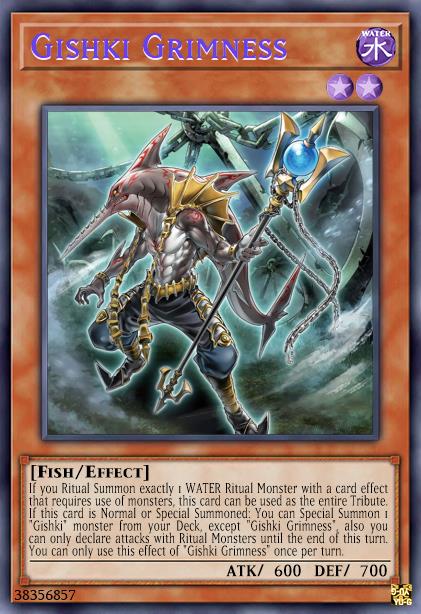 Gishki Grimness
WATER
水
[Fish/Effect]
If you Ritual Summon exactly 1 WATER Ritual Monster with a card effect
that requires use of monsters, this card can be used as the entire Tribute.
If this card is Normal or Special Summoned: You can Special Summon 1
"Gishki" monster from your Deck, except "Gishki Grimness", also you
can only declare attacks with Ritual Monsters until the end of this turn.
You can only use this effect of "Gishki Grimness" once per turn.
ATK/ 600 DEF/ 700
38356857